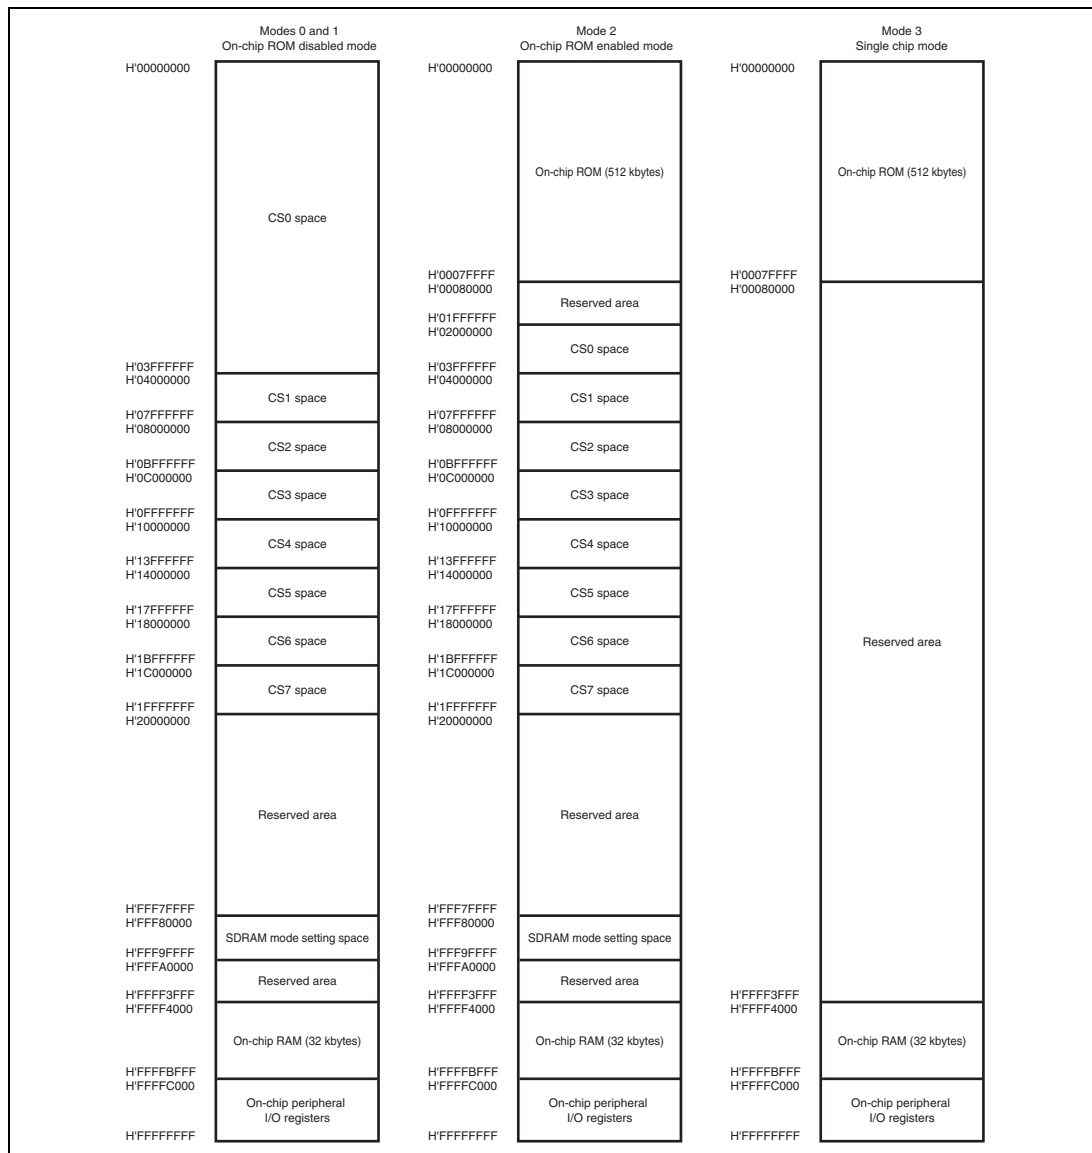 Modes 0 and 1
On-chip ROM disabled mode
H'00000000
CS0 space
H'03FFFFFF
H'04000000
CS1 space
H'07FFFFFF
H'08000000
CS2 space
H'0BFFFFFF
H'0C000000
CS3 space
H'0FFFFFFF
H'10000000
CS4 space
H'13FFFFFF
H'14000000
CS5 space
H'17FFFFFF
H'18000000
CS6 space
H'1BFFFFFF
H'1C000000
CS7 space
H'1FFFFFFF
H'20000000
Reserved area
H'FFF7FFFF
H'FFF80000
SDRAM mode setting space
H'FFF9FFFF
H'FFFA0000
Reserved area
H'FFFF3FFF
H'FFFF4000
On-chip RAM (32 kbytes)
H'FFFFBFFF
H'FFFFC000
On-chip peripheral
I/O registers
H'FFFFFFFF
Mode 2
On-chip ROM enabled mode
H'00000000
On-chip ROM (512 kbytes)
H'0007FFFF
H'00080000
Reserved area
H'01FFFFFF
H'02000000
CS0 space
H'03FFFFFF
H'04000000
CS1 space
H'07FFFFFF
H'08000000
CS2 space
H'0BFFFFFF
H'0C000000
CS3 space
H'0FFFFFFF
H'10000000
CS4 space
H'13FFFFFF
H'14000000
CS5 space
H'17FFFFFF
H'18000000
CS6 space
H'1BFFFFFF
H'1C000000
CS7 space
H'1FFFFFFF
H'20000000
Reserved area
H'FFF7FFFF
H'FFF80000
SDRAM mode setting space
H'FFF9FFFF
H'FFFA0000
Reserved area
H'FFFF3FFF
H'FFFF4000
On-chip RAM (32 kbytes)
H'FFFFBFFF
H'FFFFC000
On-chip peripheral
I/O registers
H'FFFFFFFF
Mode 3
Single chip mode
H'00000000
On-chip ROM (512 kbytes)
H'0007FFFF
H'00080000
Reserved area
H'FFFF3FFF
H'FFFF4000
On-chip RAM (32 kbytes)
H'FFFFBFFF
H'FFFFC000
On-chip peripheral
I/O registers
H'FFFFFFFF